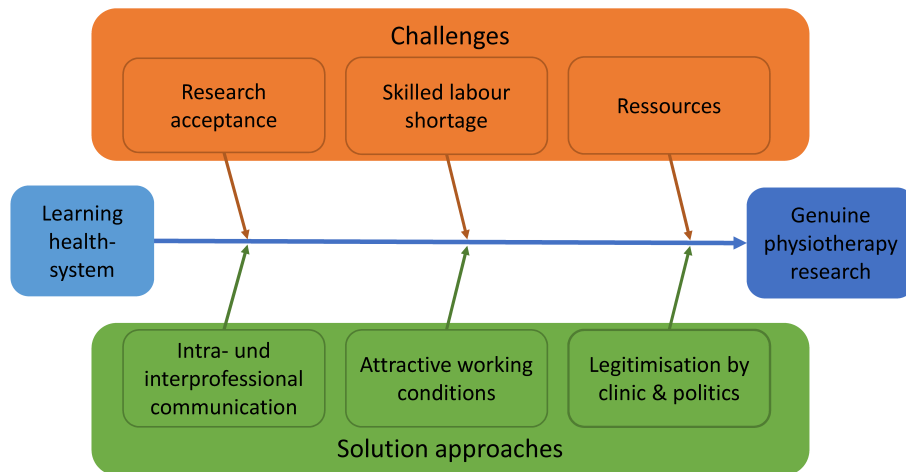 Challenges
Research
acceptance
Skilled labour
shortage
Ressources
Learning
health-
system
Genuine
physiotherapy
research
Intra- und
interprofessional
communication
Attractive working
conditions
Legitimisation by
clinic & politics
Solution approaches